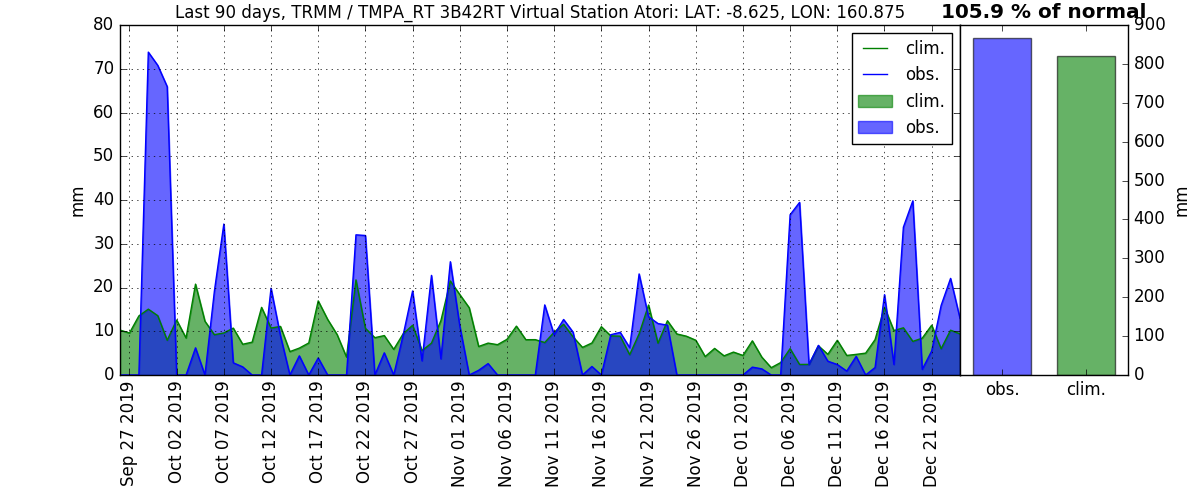 Last 90 days, TRMM / TMPA_RT 3B42RT Virtual Station Atori: LAT: -8.625, LON: 160.875
105.9 % of normal
80
70
60
50
40
30
20
10
0
mm
clim.
obs.
clim.
obs.
900
800
700
600
500
400
300
200
100
0
mm
Sep 27 2019
Oct 02 2019
Oct 07 2019
Oct 12 2019
Oct 17 2019
Oct 22 2019
Oct 27 2019
Nov 01 2019
Nov 06 2019
Nov 11 2019
Nov 16 2019
Nov 21 2019
Nov 26 2019
Dec 01 2019
Dec 06 2019
Dec 11 2019
Dec 16 2019
Dec 21 2019
obs.
clim.